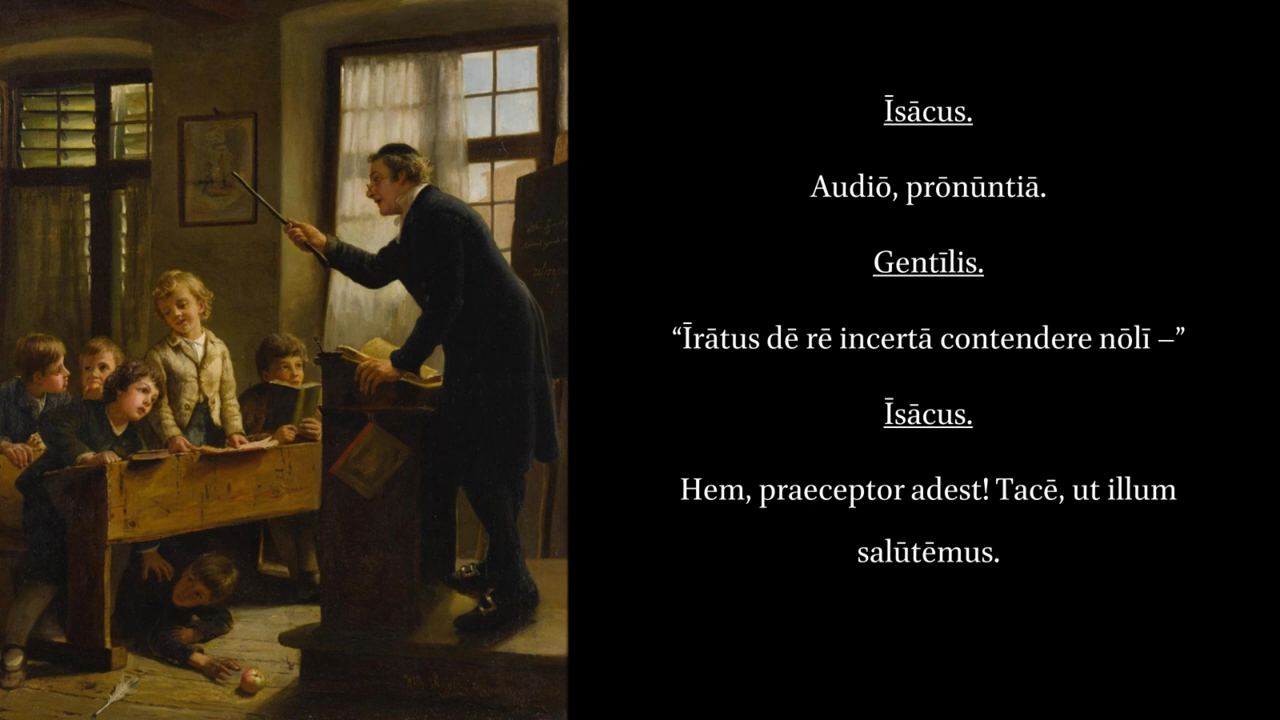 Īsācus.
Audiō, prōnūntiā.
Gentīlis.
“Īrātus dē rē incertā contendere nōlī –”
Īsācus.
Hem, praeceptor adest! Tacē, ut illum
salūtēmus.